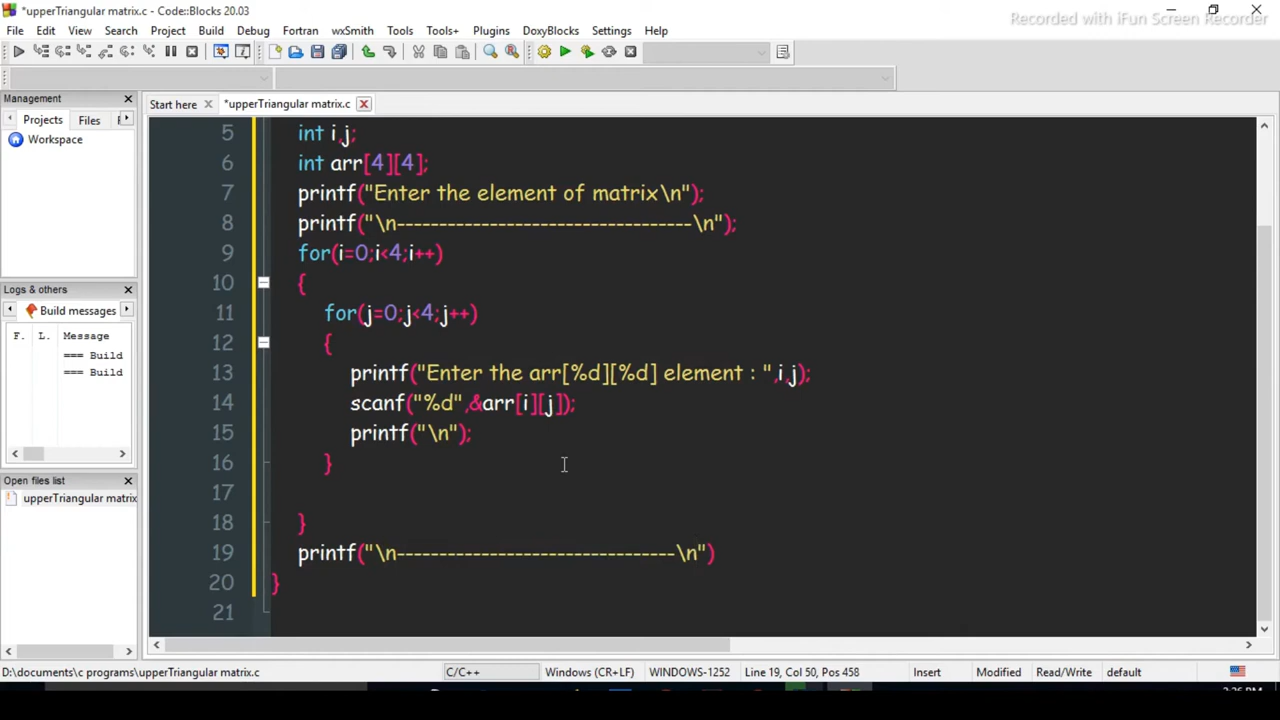 *upperTriangular matrix.c - Code::Blocks 20.03
Recorded with iFun Screen Recorder
File Edit View Search Project Build Debug Fortran wxSmith Tools Tools+ Plugins DoxyBlocks Settings Help
Management
Projects Files
Workspace
Start here *upperTriangular matrix.c
5 int i,j;
6 int arr[4][4];
7 printf("Enter the element of matrix\n");
8 printf("\n-----------------------------------\n");
9 for(i=0;i<4;i++)
10 {
11 for(j=0;j<4;j++)
12 {
13 printf("Enter the arr[%d][%d] element : ",i,j);
14 scanf("%d",&arr[i][j]);
15 printf("\n");
16 }
17
18 }
19 printf("\n---------------------------------\n")
20 }
21
Logs & others
Build messages
F. L. Message
=== Build
=== Build
Open files list
upperTriangular matrix
D:\documents\c programs\upperTriangular matrix.c C/C++ Windows (CR+LF) WINDOWS-1252 Line 19, Col 50, Pos 458 Insert Modified Read/Write default